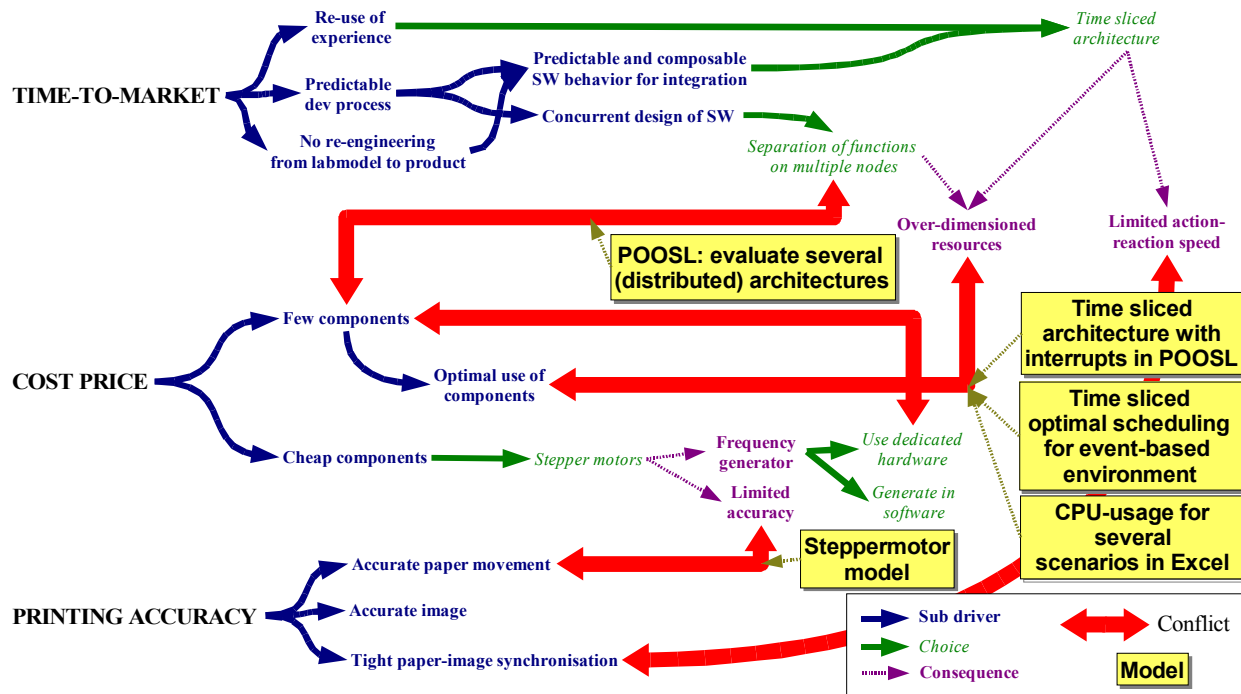 Re-use of
experience
Time sliced
architecture
TIME-TO-MARKET
Predictable
dev process
Predictable and composable
SW behavior for integration
Concurrent design of SW
No re-engineering
from labmodel to product
Separation of functions
on multiple nodes
Over-dimensioned
resources
Limited action-
reaction speed
POOSL: evaluate several
(distributed) architectures
Few components
Time sliced
architecture with
interrupts in POOSL
COST PRICE
Optimal use of
components
Time sliced
optimal scheduling
for event-based
environment
Cheap components
Stepper motors
Frequency
generator
Use dedicated
hardware
Limited
accuracy
Generate in
software
CPU-usage for
several
scenarios in Excel
Accurate paper movement
Steppermotor
model
PRINTING ACCURACY
Accurate image
Tight paper-image synchronisation
Sub driver
Conflict
Choice
Consequence
Model